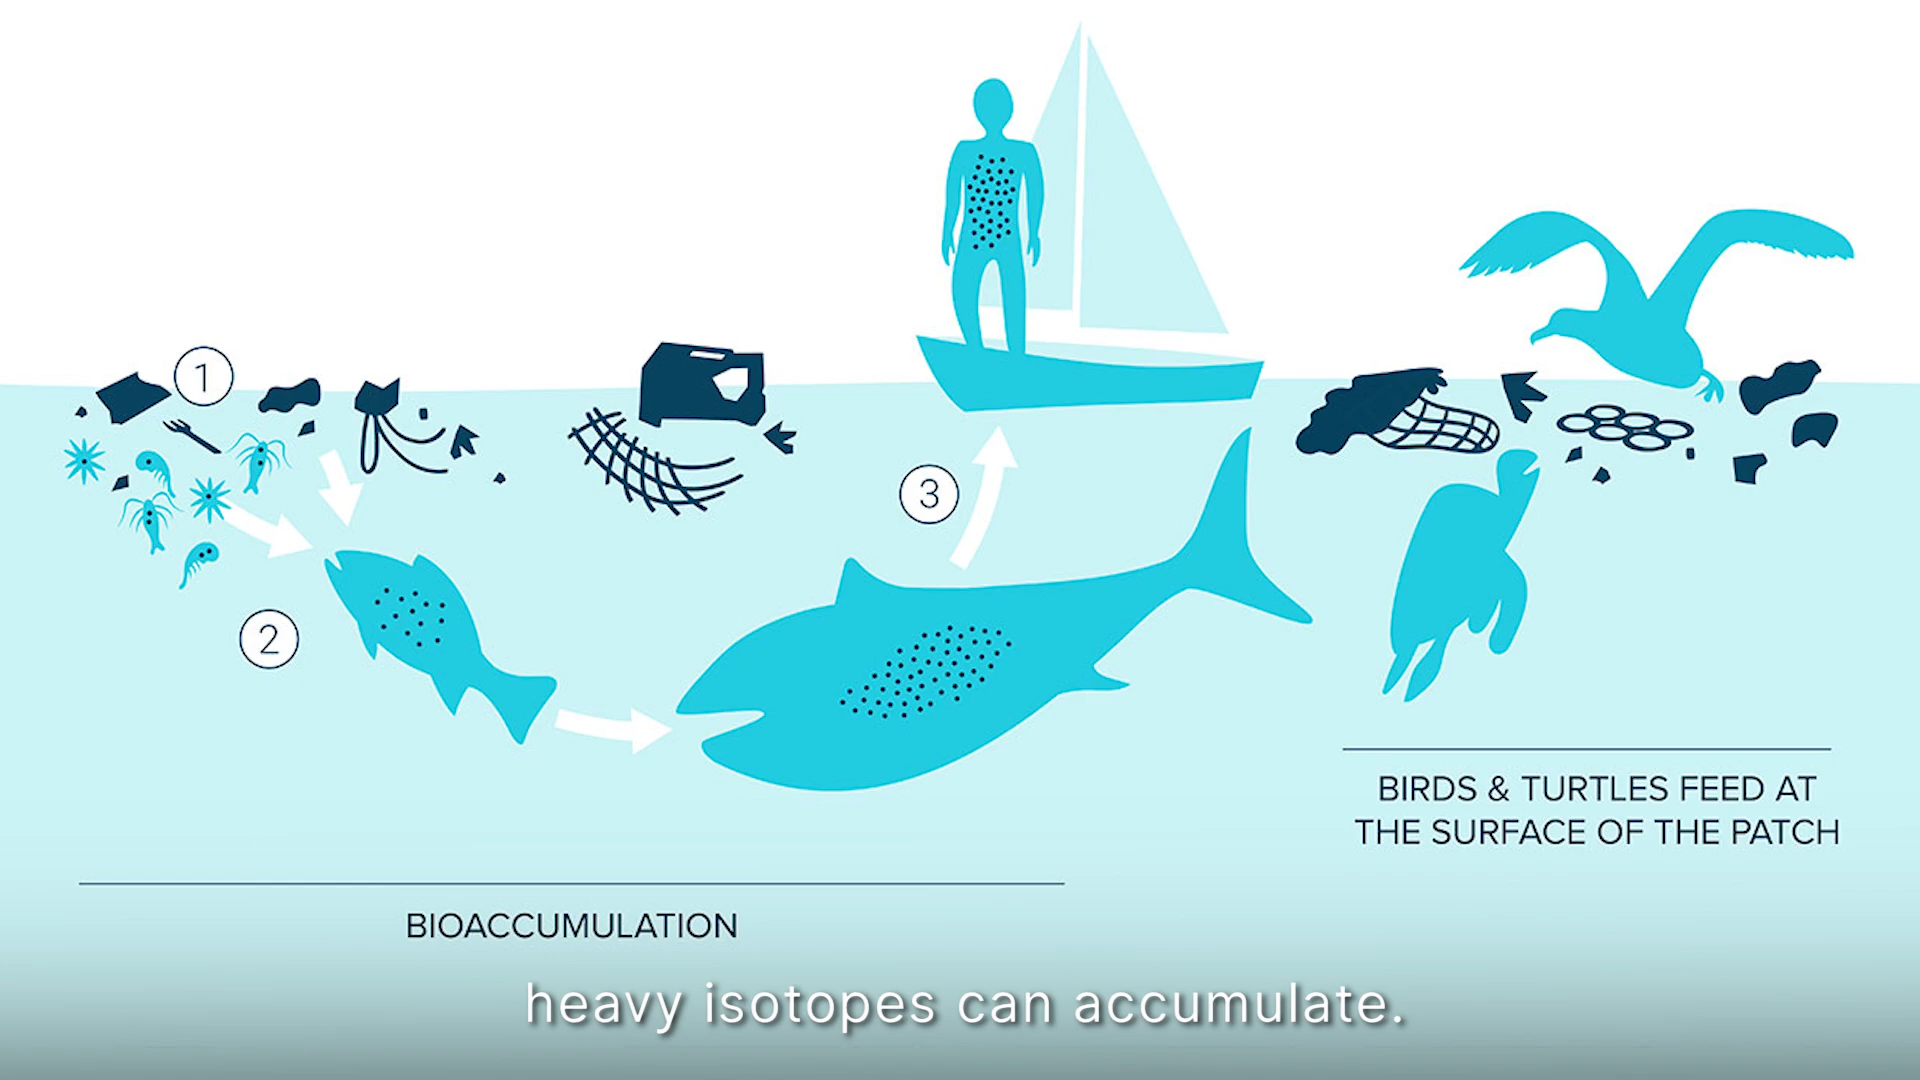 1
2
3
BIRDS & TURTLES FEED AT
THE SURFACE OF THE PATCH
BIOACCUMULATION
heavy isotopes can accumulate.